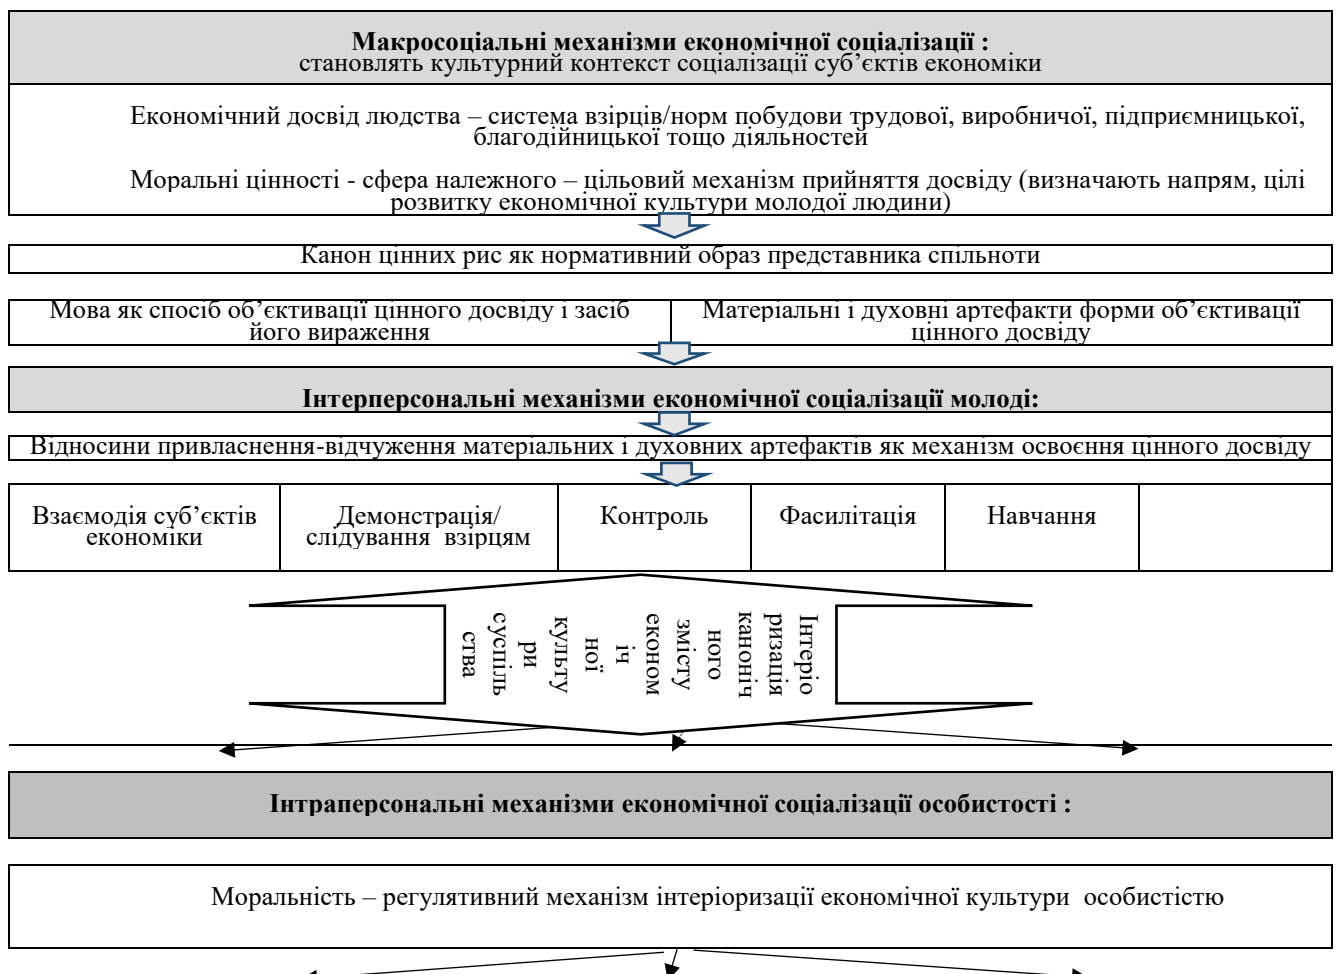 Макросоціальні механізми економічної соціалізації :
становлять культурний контекст соціалізації суб’єктів економіки
Економічний досвід людства – система взірців/норм побудови трудової, виробничої, підприємницької,
благодійницької тощо діяльностей
Моральні цінності - сфера належного – цільовий механізм прийняття досвіду (визначають напрям, цілі
розвитку економічної культури молодої людини)
Канон цінних рис як нормативний образ представника спільноти
Мова як спосіб об’єктивації цінного досвіду і засіб
його вираження
Матеріальні і духовні артефакти форми об’єктивації
цінного досвіду
Інтерперсональні механізми економічної соціалізації молоді:
Відносини привласнення-відчуження матеріальних і духовних артефактів як механізм освоєння цінного досвіду
Взаємодія суб’єктів
економіки
Демонстрація/
слідування взірцям
Контроль
Фасилітація
Навчання
Інтеріо
ризація
каноніч
ного
змісту
економ
іч
ної
культу
ри
суспіль
ства
Інтраперсональні механізми економічної соціалізації особистості :
Моральність – регулятивний механізм інтеріоризації економічної культури особистістю